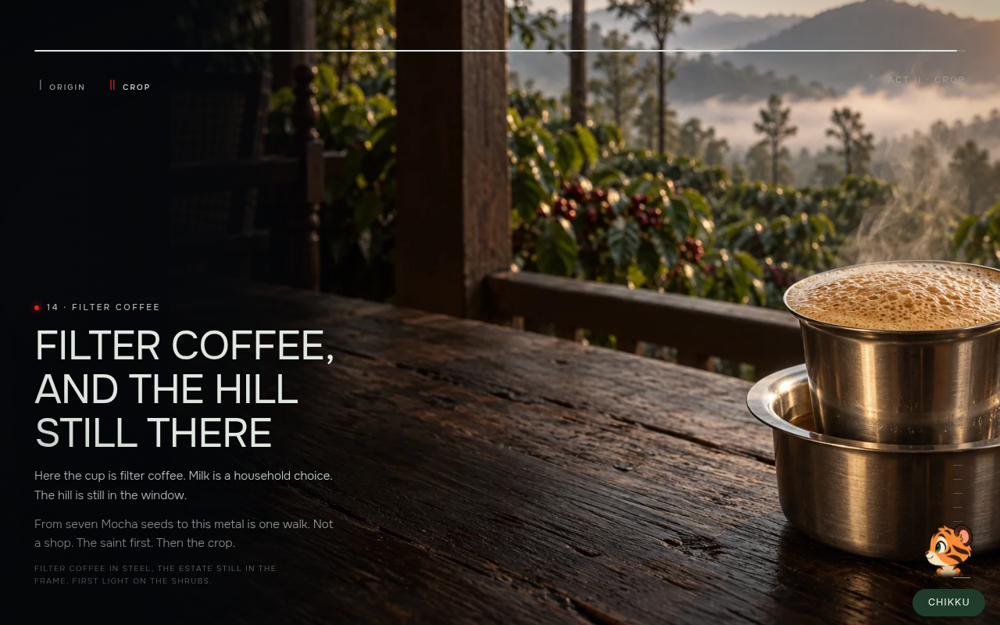 ORIGIN
CROP
ACT II · CROP
14 · FILTER COFFEE
FILTER COFFEE,
AND THE HILL
STILL THERE
Here the cup is filter coffee. Milk is a household choice.
The hill is still in the window.
From seven Mocha seeds to this metal is one walk. Not
a shop. The saint first. Then the crop.
FILTER COFFEE IN STEEL, THE ESTATE STILL IN THE
FRAME, FIRST LIGHT ON THE SHRUBS.
CHIKKU